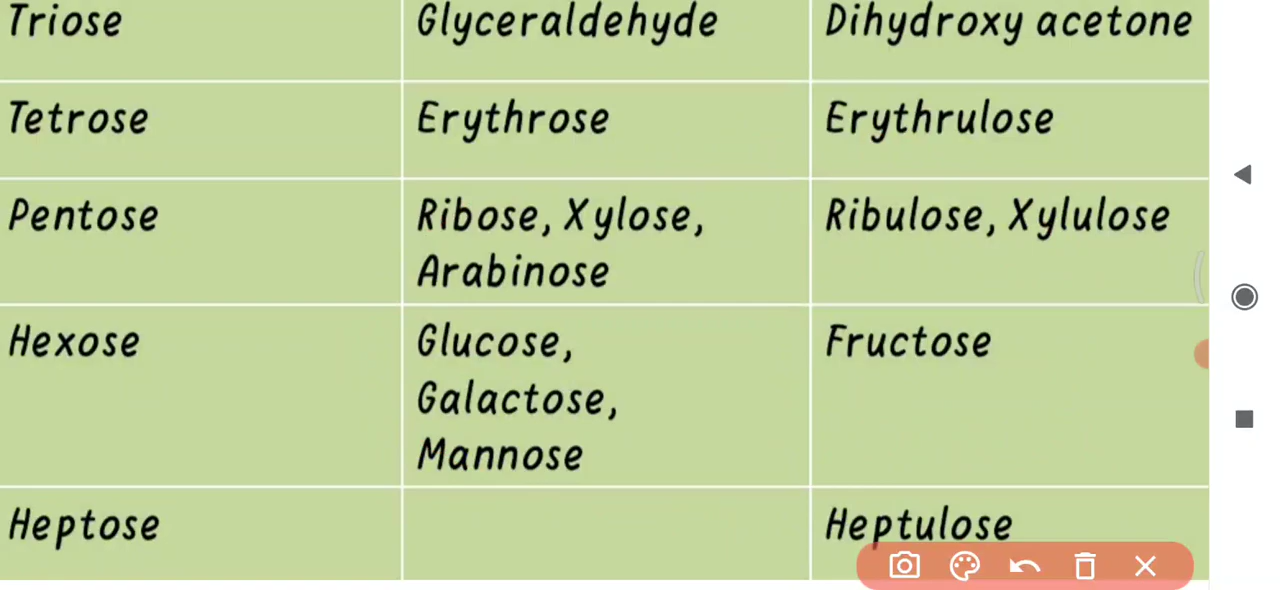 Triose Glyceraldehyde Dihydroxy acetone
Tetrose Erythrose Erythrulose
Pentose Ribose, Xylose, Ribulose, Xylulose
Arabinose
Hexose Glucose, Fructose
Galactose,
Mannose
Heptose Heptulose